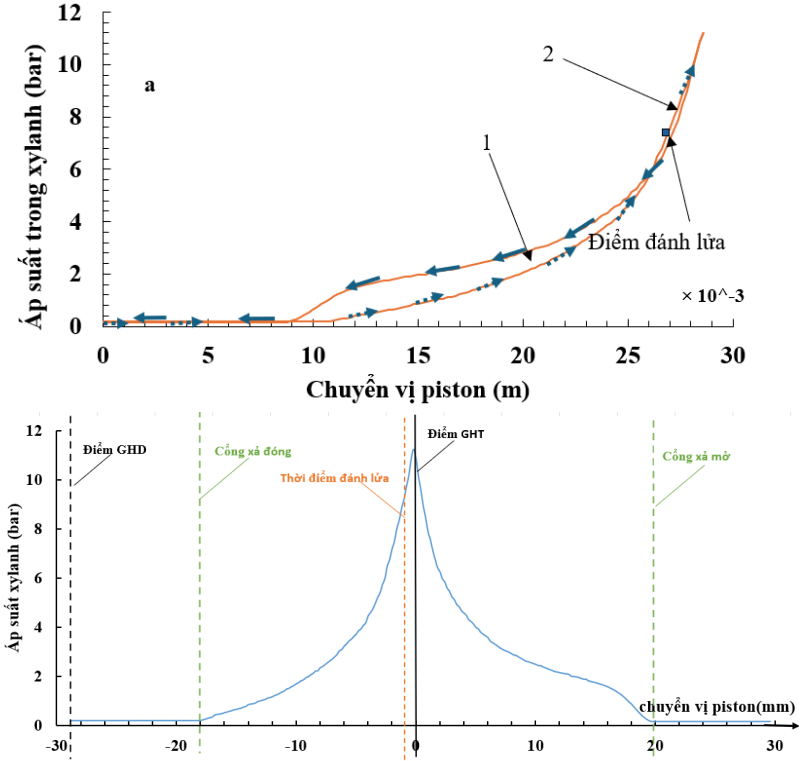 12
10
8
6
4
2
0
Áp suất trong xylanh (bar)
a
2
1
Điểm đánh lửa
× 10^-3
0 5 10 15 20 25 30
Chuyển vị piston (m)
12
10
8
6
4
2
0
Áp suất xylanh (bar)
Điểm GHD
Cổng xả đóng
Thời điểm đánh lửa
Điểm GHT
Cổng xả mở
chuyển vị piston(mm)
-30 -20 -10 0 10 20 30